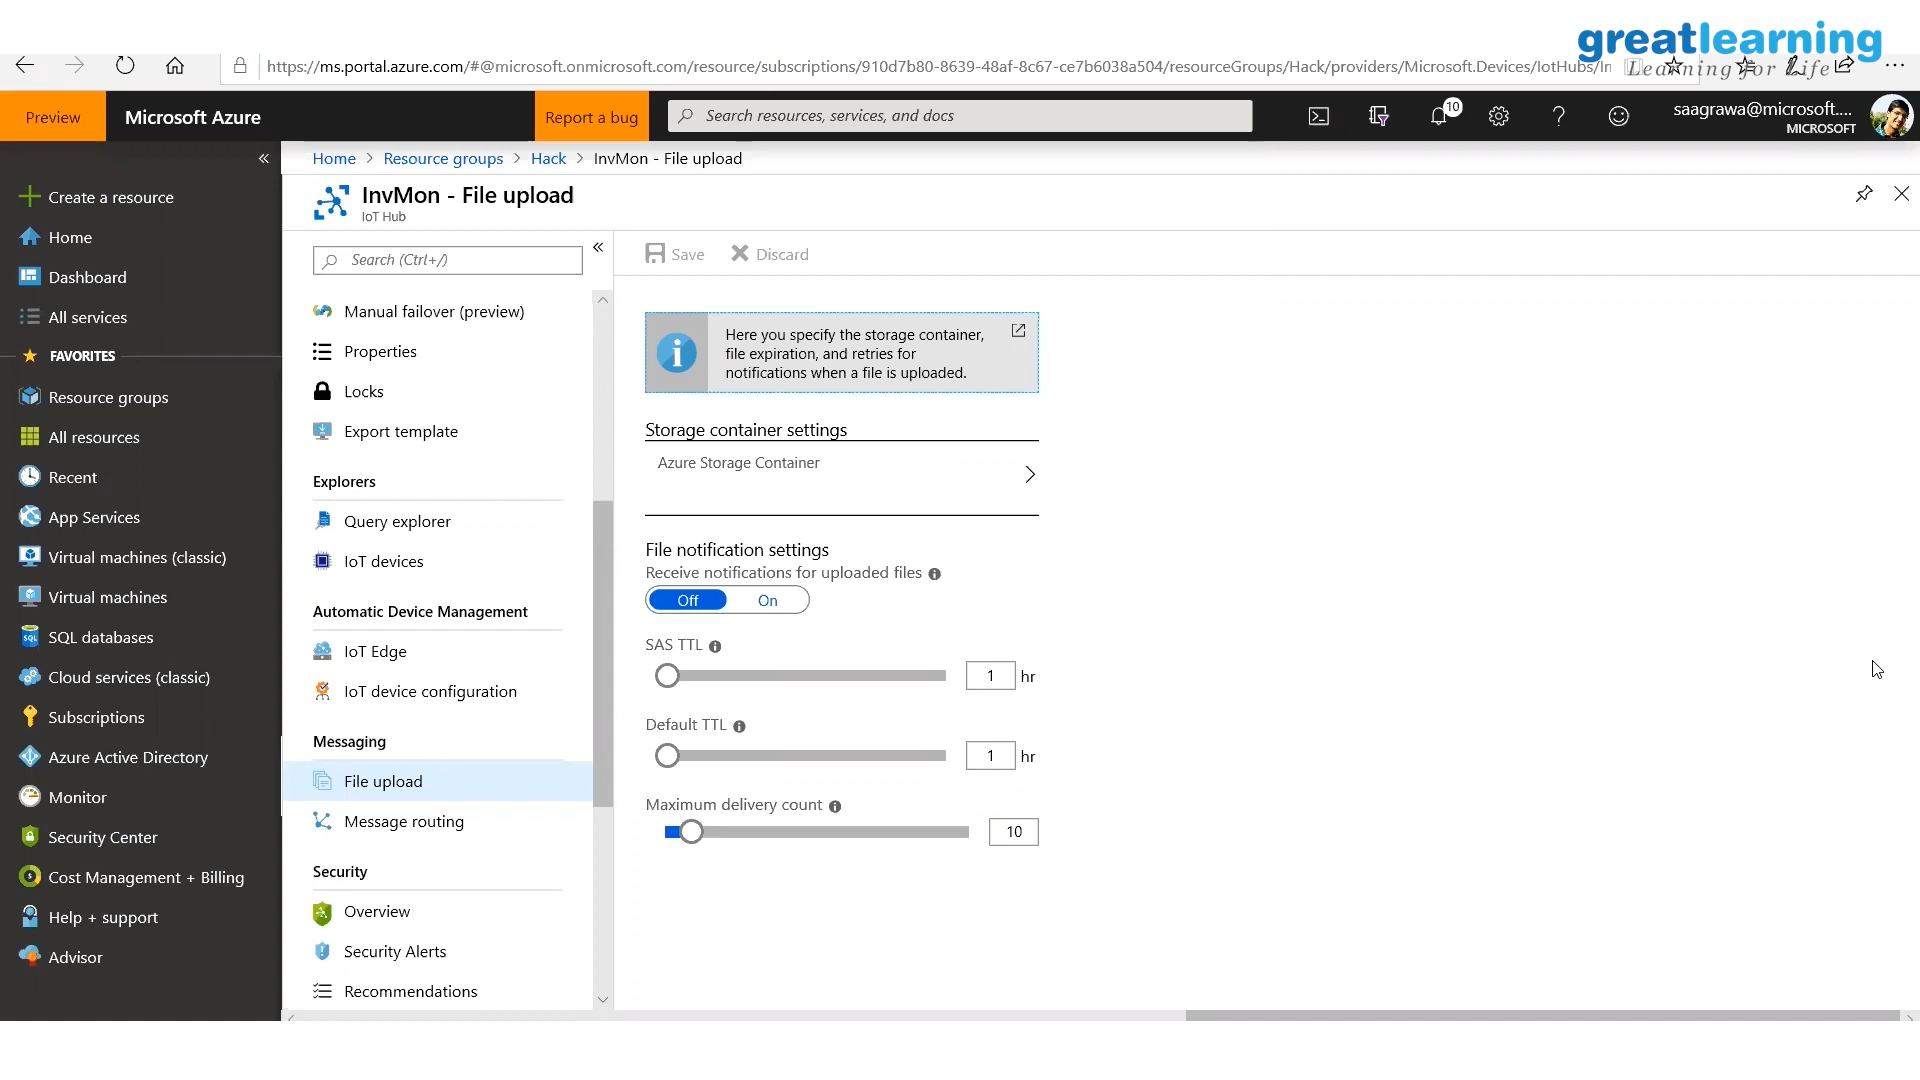 greatlearning
Learning for Life
https://ms.portal.azure.com/#@microsoft.onmicrosoft.com/resource/subscriptions/910d7b80-8639-48af-8c67-ce7b6038a504/resourceGroups/Hack/providers/Microsoft.Devices/IotHubs/In
Preview
Microsoft Azure
Report a bug
Search resources, services, and docs
10
saagrawa@microsoft....
MICROSOFT
Create a resource
Home
Dashboard
All services
FAVORITES
Resource groups
All resources
Recent
App Services
Virtual machines (classic)
Virtual machines
SQL databases
Cloud services (classic)
Subscriptions
Azure Active Directory
Monitor
Security Center
Cost Management + Billing
Help + support
Advisor
Home > Resource groups > Hack > InvMon - File upload
InvMon - File upload
IoT Hub
Search (Ctrl+/)
Manual failover (preview)
Properties
Locks
Export template
Explorers
Query explorer
IoT devices
Automatic Device Management
IoT Edge
IoT device configuration
Messaging
File upload
Message routing
Security
Overview
Security Alerts
Recommendations
Save
Discard
Here you specify the storage container,
file expiration, and retries for
notifications when a file is uploaded.
Storage container settings
Azure Storage Container
File notification settings
Receive notifications for uploaded files
Off On
SAS TTL
1 hr
Default TTL
1 hr
Maximum delivery count
10